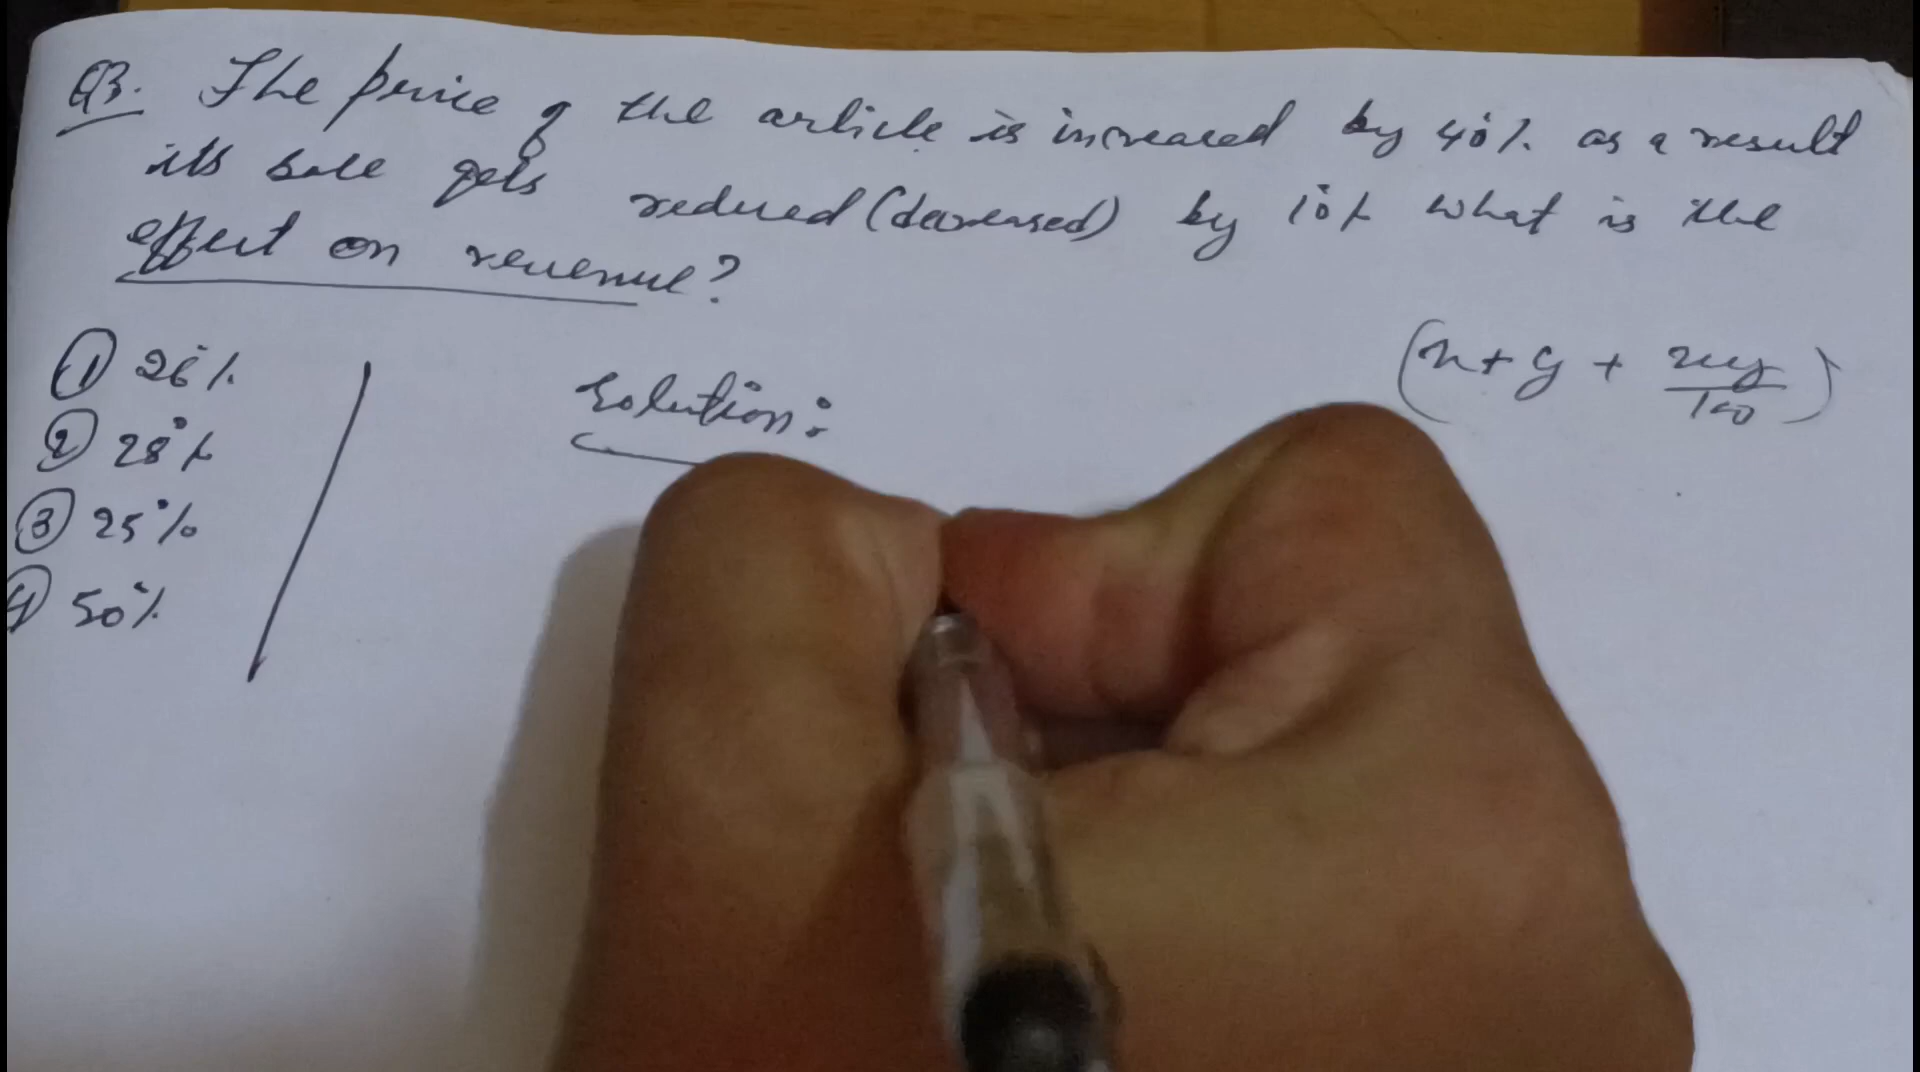 Q3. The price of the article is increased by 40%. as a result
its sale gets reduced (decreased) by 10% what is the
effect on revenue?
① 26%
② 28%
③ 25%
④ 50%
Solution:
(x + y + xy/100)